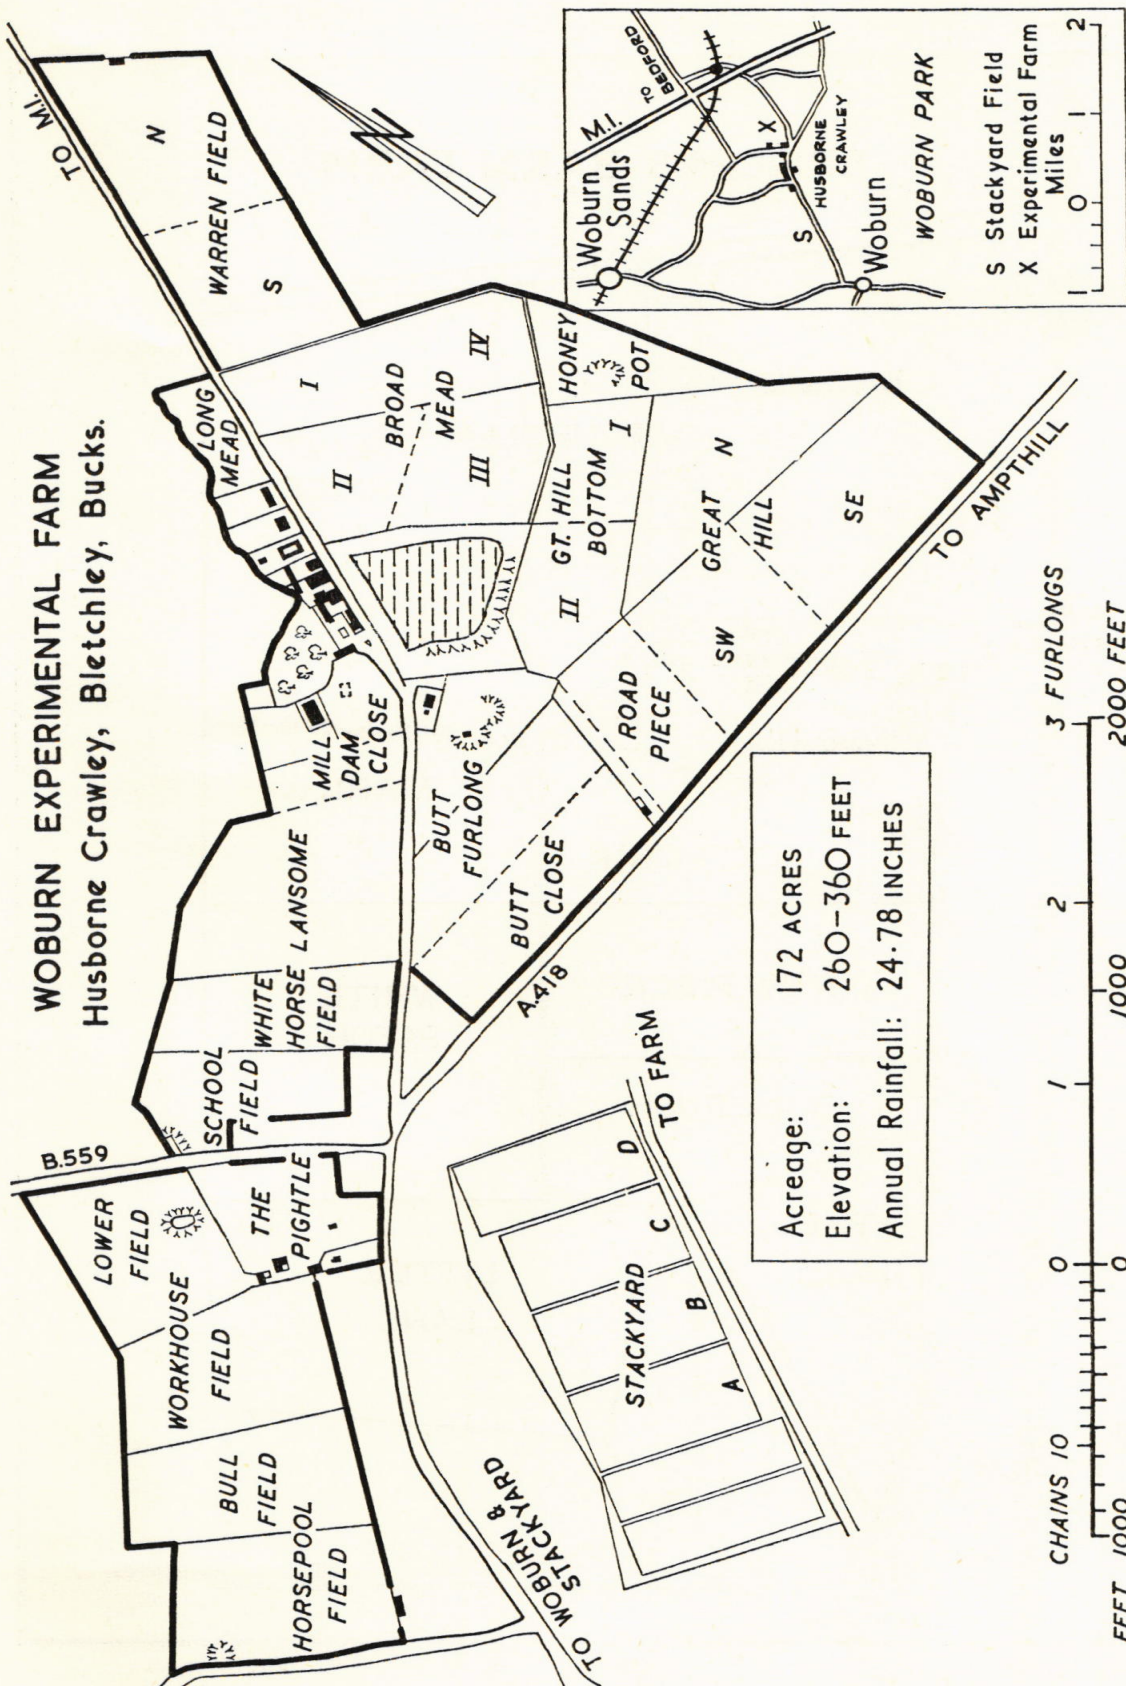 WOBURN EXPERIMENTAL FARM
Husborne Crawley, Bletchley, Bucks.
B.559
LOWER
FIELD
THE
PIGHTLE
WORKHOUSE
FIELD
BULL
FIELD
HORSEPOOL
FIELD
SCHOOL
FIELD
WHITE
HORSE
FIELD
LANSOME
MILL
DAM
CLOSE
LONG
MEAD
TO M.I.
WARREN FIELD
N
S
BROAD
MEAD
I
II
III
IV
HONEY
POT
GT. HILL
BOTTOM
I
II
GREAT
HILL
N
SW
SE
ROAD
PIECE
BUTT
FURLONG
BUTT
CLOSE
A.418
TO AMPTHILL
TO WOBURN &
STACKYARD
STACKYARD
A
B
C
D
TO FARM
Acreage: 172 ACRES
Elevation: 260-360 FEET
Annual Rainfall: 24·78 INCHES
CHAINS 10 0 1 2 3 FURLONGS
FEET 1000 0 1000 2000 FEET
Woburn
Sands
M.I.
TO
BEDFORD
X
HUSBORNE
CRAWLEY
S
Woburn
WOBURN PARK
S Stackyard Field
X Experimental Farm
Miles
1 0 1 2